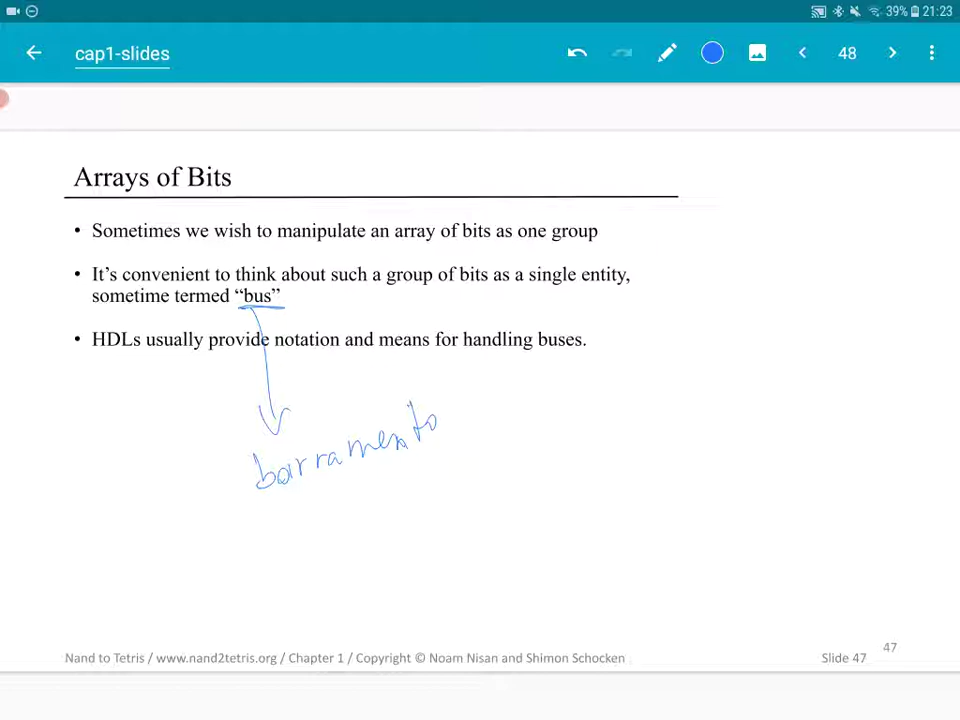 39% 21:23
cap1-slides
48
Arrays of Bits
• Sometimes we wish to manipulate an array of bits as one group
• It’s convenient to think about such a group of bits as a single entity,
sometime termed “bus”
• HDLs usually provide notation and means for handling buses.
barramento
47
Nand to Tetris / www.nand2tetris.org / Chapter 1 / Copyright © Noam Nisan and Shimon Schocken
Slide 47